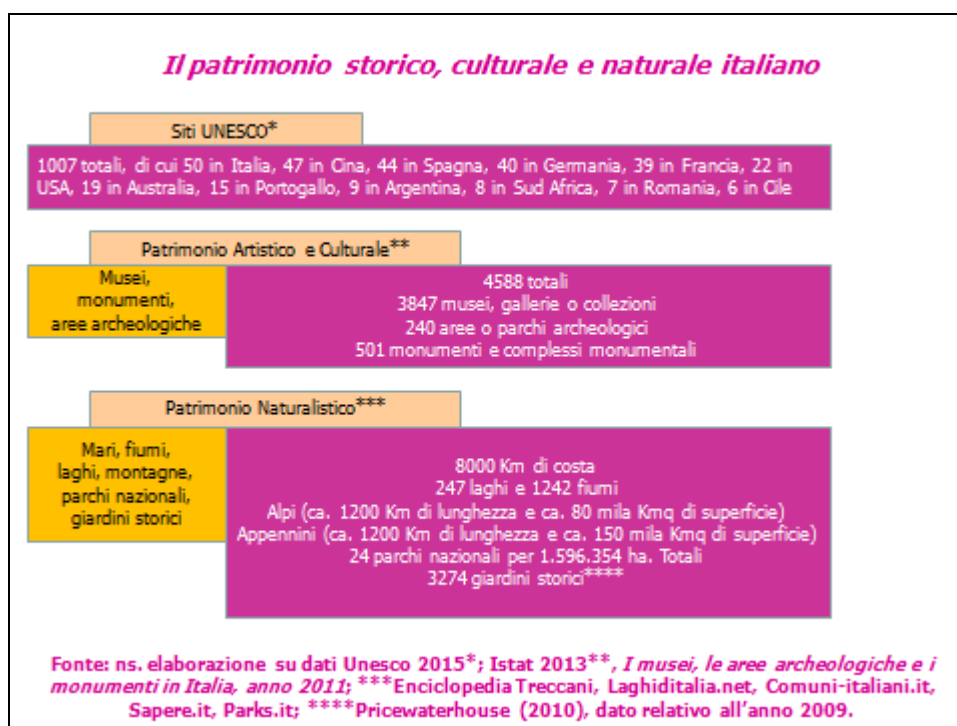 Il patrimonio storico, culturale e naturale italiano
Siti UNESCO*
1007 totali, di cui 50 in Italia, 47 in Cina, 44 in Spagna, 40 in Germania, 39 in Francia, 22 in
USA, 19 in Australia, 15 in Portogallo, 9 in Argentina, 8 in Sud Africa, 7 in Romania, 6 in Cile
Patrimonio Artistico e Culturale**
Musei,
monumenti,
aree archeologiche
4588 totali
3847 musei, gallerie o collezioni
240 aree o parchi archeologici
501 monumenti e complessi monumentali
Patrimonio Naturalistico***
Mari, fiumi,
laghi, montagne,
parchi nazionali,
giardini storici
8000 Km di costa
247 laghi e 1242 fiumi
Alpi (ca. 1200 Km di lunghezza e ca. 80 mila Kmq di superficie)
Appennini (ca. 1200 Km di lunghezza e ca. 150 mila Kmq di superficie)
24 parchi nazionali per 1.596.354 ha. Totali
3274 giardini storici****
Fonte: ns. elaborazione su dati Unesco 2015*; Istat 2013**, I musei, le aree archeologiche e i
monumenti in Italia, anno 2011; ***Enciclopedia Treccani, Laghiditalia.net, Comuni-italiani.it,
Sapere.it, Parks.it; ****Pricewaterhouse (2010), dato relativo all'anno 2009.